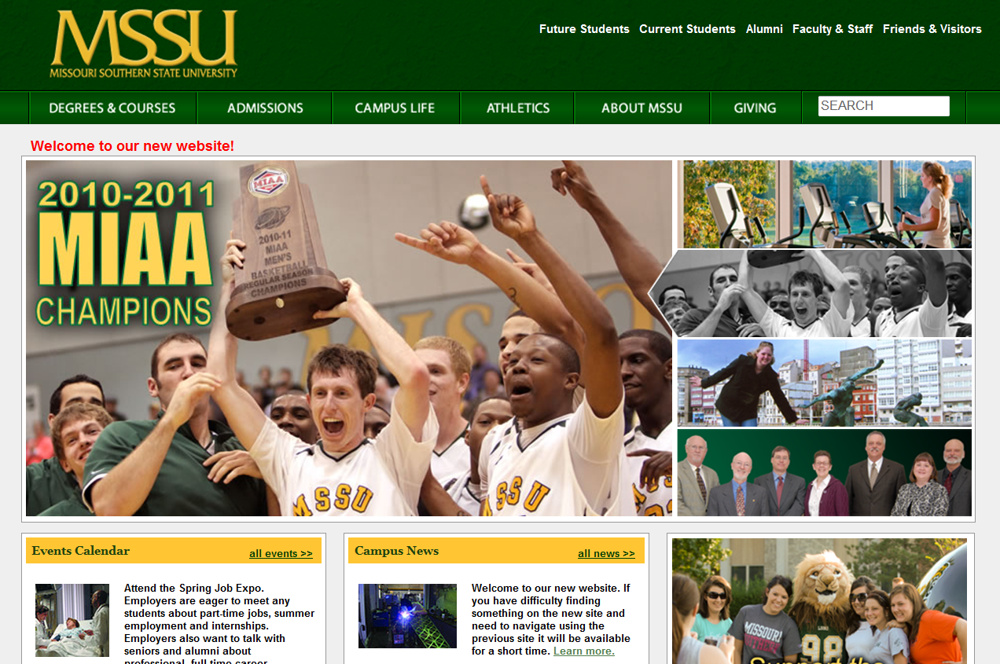 MSSU
MISSOURI SOUTHERN STATE UNIVERSITY
Future Students Current Students Alumni Faculty & Staff Friends & Visitors
DEGREES & COURSES ADMISSIONS CAMPUS LIFE ATHLETICS ABOUT MSSU GIVING SEARCH
Welcome to our new website!
2010-2011
MIAA
CHAMPIONS
MIAA
2010-11
MIAA
MEN'S
BASKETBALL
REGULAR SEASON
CHAMPIONS
MSSU
MSSU
Events Calendar all events >>
Attend the Spring Job Expo.
Employers are eager to meet any
students about part-time jobs, summer
employment and internships.
Employers also want to talk with
seniors and alumni about
professional, full time career
Campus News all news >>
Welcome to our new website. If
you have difficulty finding
something on the new site and
need to navigate using the
previous site it will be available
for a short time. Learn more.
LIONS
98
MISSOURI
SOUTHERN
Support the